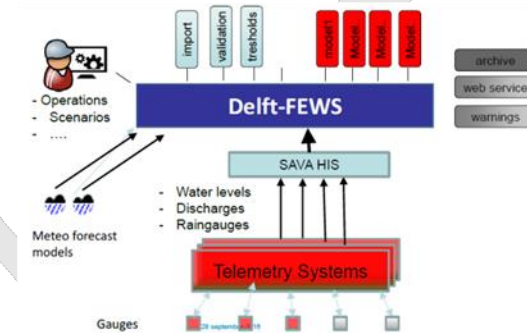 import
validation
tresholds
model1
Model.
Model.
Model.
archive
web service
warnings
- Operations
- Scenarios
- ....
Delft-FEWS
SAVA HIS
- Water levels
- Discharges
- Raingauges
Meteo forecast
models
Telemetry Systems
Gauges